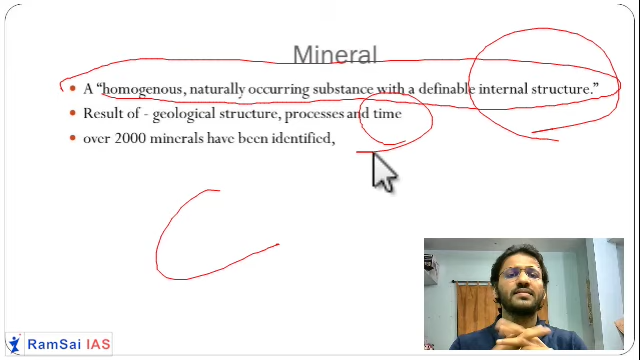 Mineral
• A “homogenous, naturally occurring substance with a definable internal structure.”
• Result of - geological structure, processes and time
• over 2000 minerals have been identified,
RamSai IAS